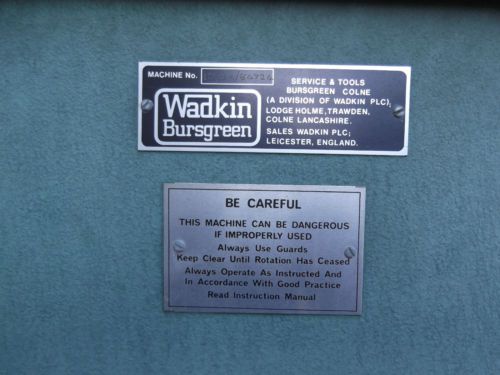 MACHINE No.
Wadkin
Bursgreen
SERVICE & TOOLS
BURSGREEN COLNE
(A DIVISION OF WADKIN PLC),
LODGE HOLME, TRAWDEN,
COLNE LANCASHIRE.
SALES WADKIN PLC;
LEICESTER, ENGLAND.
BE CAREFUL
THIS MACHINE CAN BE DANGEROUS
IF IMPROPERLY USED
Always Use Guards
Keep Clear Until Rotation Has Ceased
Always Operate As Instructed And
In Accordance With Good Practice
Read Instruction Manual